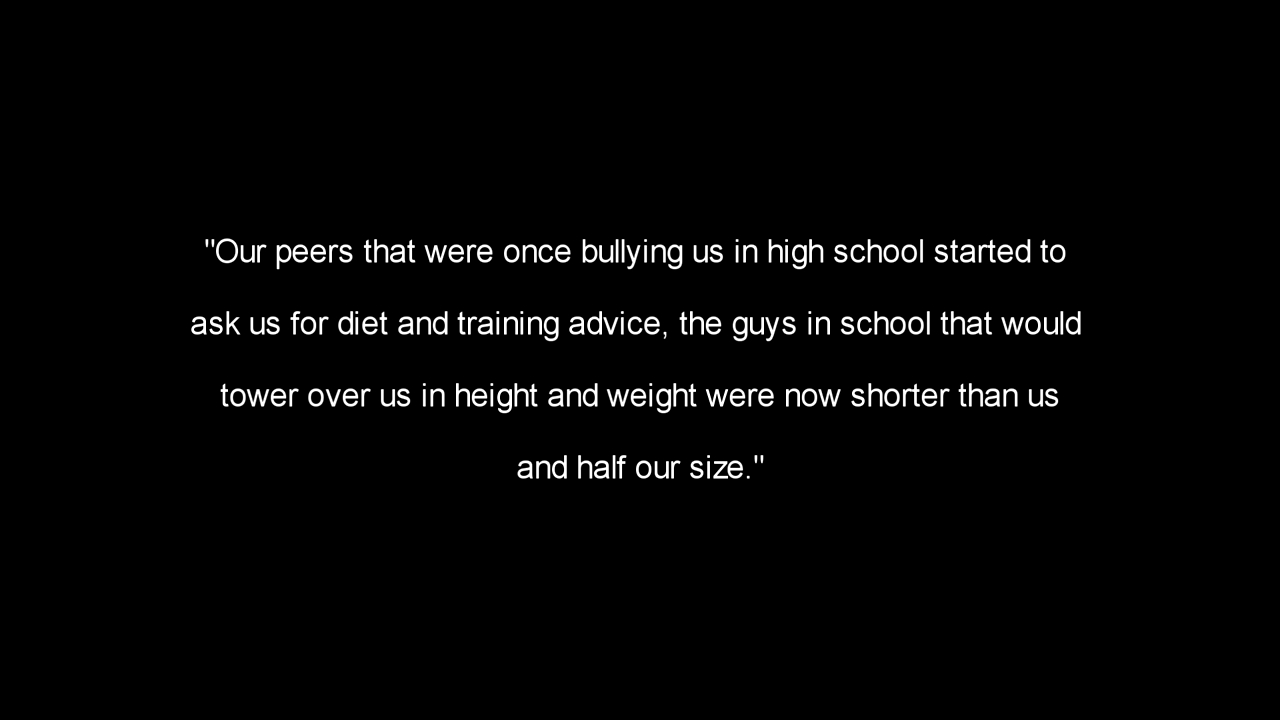 "Our peers that were once bullying us in high school started to
ask us for diet and training advice, the guys in school that would
tower over us in height and weight were now shorter than us
and half our size."